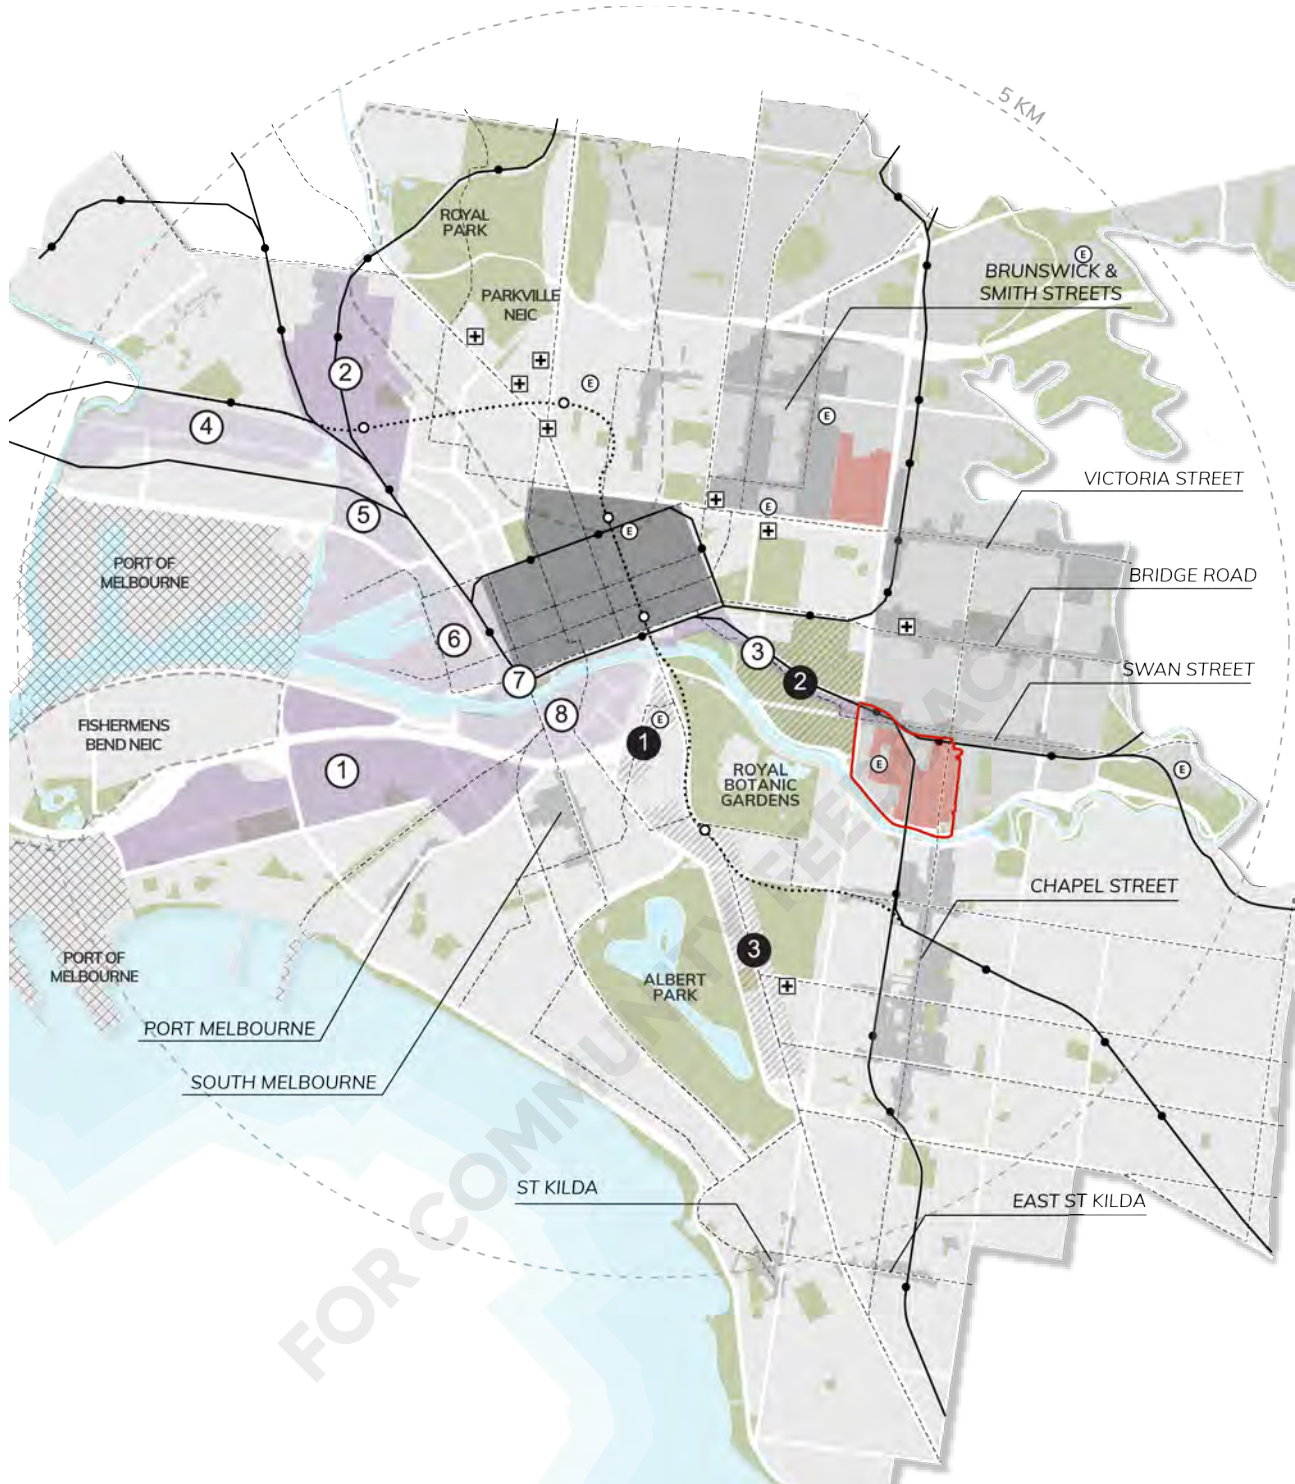 5 KM
ROYAL
PARK
E
BRUNSWICK &
SMITH STREETS
PARKVILLE
NEIC
2
E
E
4
VICTORIA STREET
E
5
E
PORT OF
MELBOURNE
BRIDGE ROAD
6
3
SWAN STREET
7
2
8
E
FISHERMENS
BEND NEIC
1
1
E
E
ROYAL
BOTANIC
GARDENS
CHAPEL STREET
3
PORT OF
MELBOURNE
ALBERT
PARK
PORT MELBOURNE
SOUTH MELBOURNE
ST KILDA
EAST ST KILDA
FOR COMMUNITY FEEDBACK